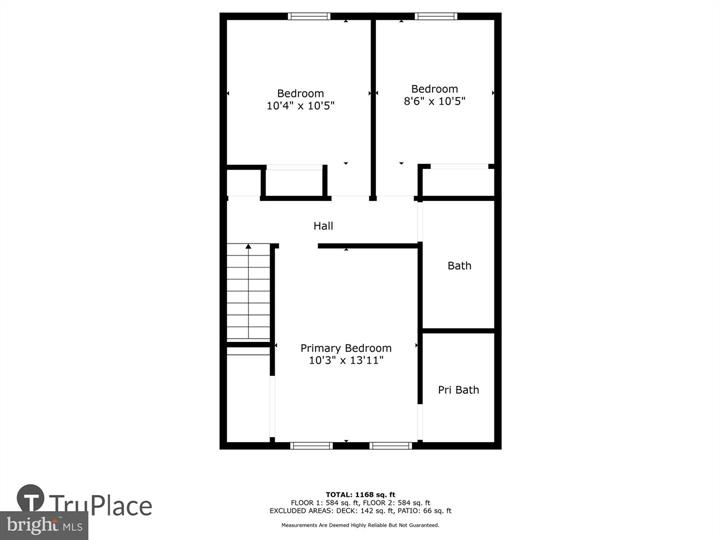 Bedroom
10'4" x 10'5"
Bedroom
8'6" x 10'5"
Hall
Bath
Primary Bedroom
10'3" x 13'11"
Pri Bath
TOTAL: 1168 sq. ft
FLOOR 1: 584 sq. ft, FLOOR 2: 584 sq. ft
EXCLUDED AREAS: DECK: 142 sq. ft, PATIO: 66 sq. ft
Measurements Are Deemed Highly Reliable But Not Guaranteed.
T TruPlace
bright MLS